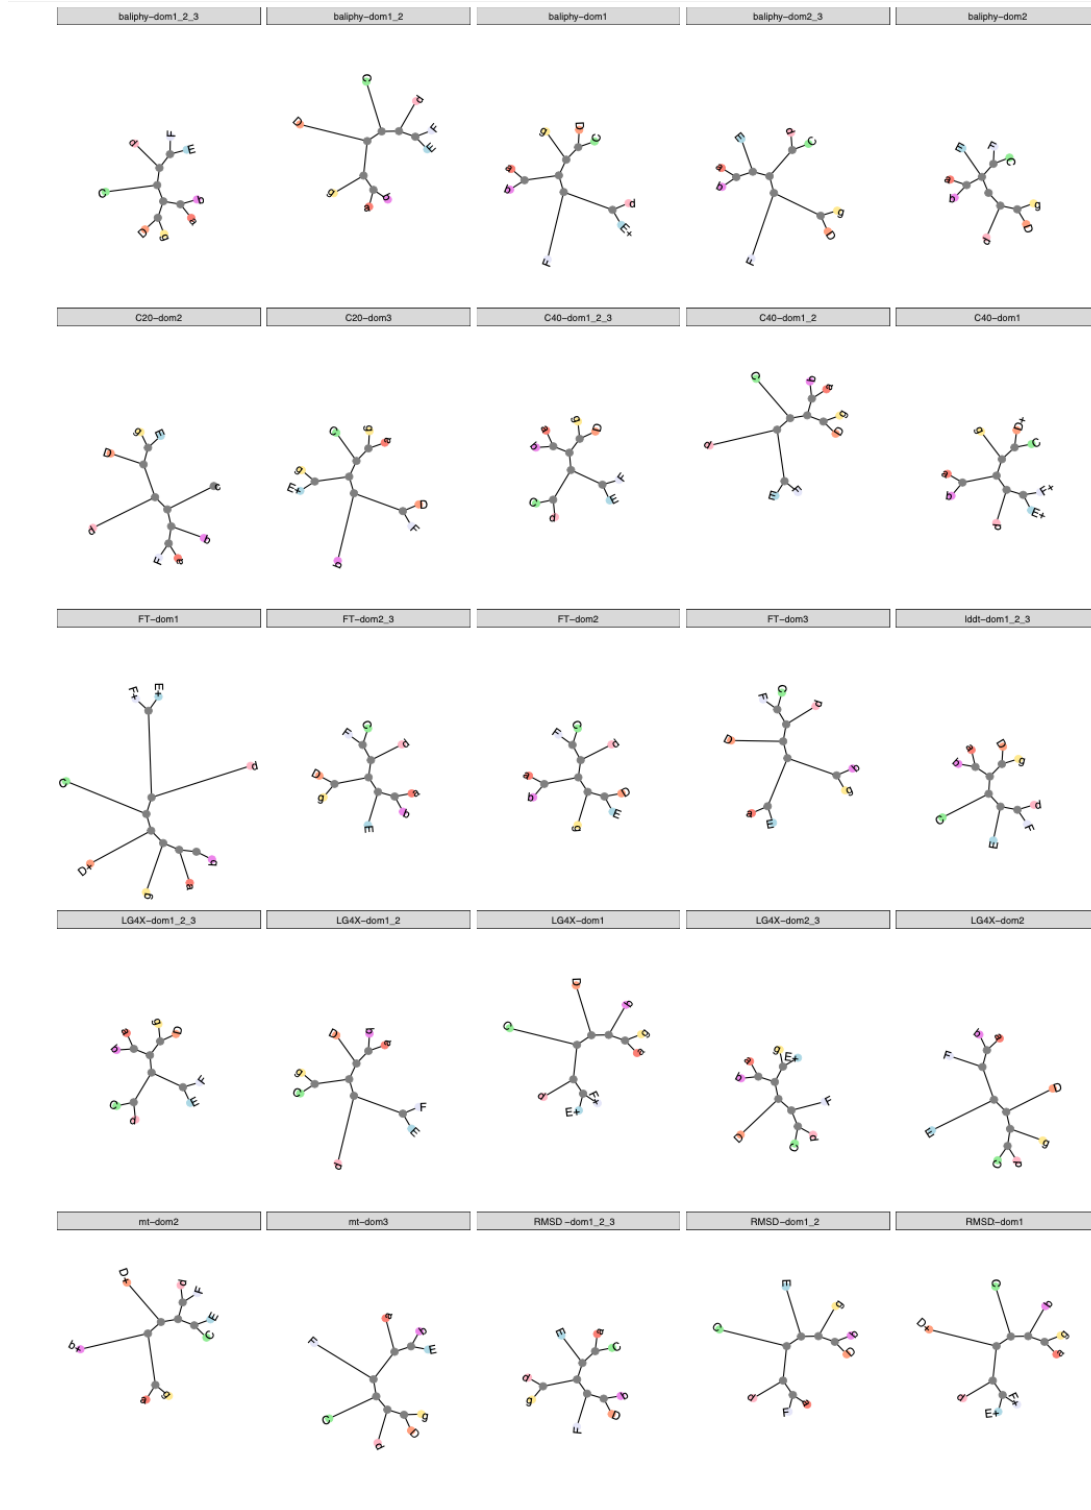 baliphy-dom1_2_3 baliphy-dom1_2 baliphy-dom1 baliphy-dom2_3 baliphy-dom2
d F E C b a D g
C D d F E g a b
g D C a b d E+ F
E d C a b g D F
E F C a b g D d
C20-dom2 C20-dom3 C40-dom1_2_3 C40-dom1_2 C40-dom1
g E D d b F a
C g a g E+ D F b
a g D b F E C d
C b a g D d E F
g D+ C a b F+ E+ d
FT-dom1 FT-dom2_3 FT-dom2 FT-dom3 lddt-dom1_2_3
F+ E+ d C D+ g a b
C F d D g a b E
C F d a b D E g
F C d D b g a E
a D g b C d F E
LG4X-dom1_2_3 LG4X-dom1_2 LG4X-dom1 LG4X-dom2_3 LG4X-dom2
a g D b F E C d
D b a g C F E d
D b C g a d F+ E+
g E+ a b F D d C
b a F D E g C d
mt-dom2 mt-dom3 RMSD-dom1_2_3 RMSD-dom1_2 RMSD-dom1
D+ d F E C b+ a g
a b E F C g D d
E a C d g b D F
E g C b D d F a
C b D+ g a d F+ E+